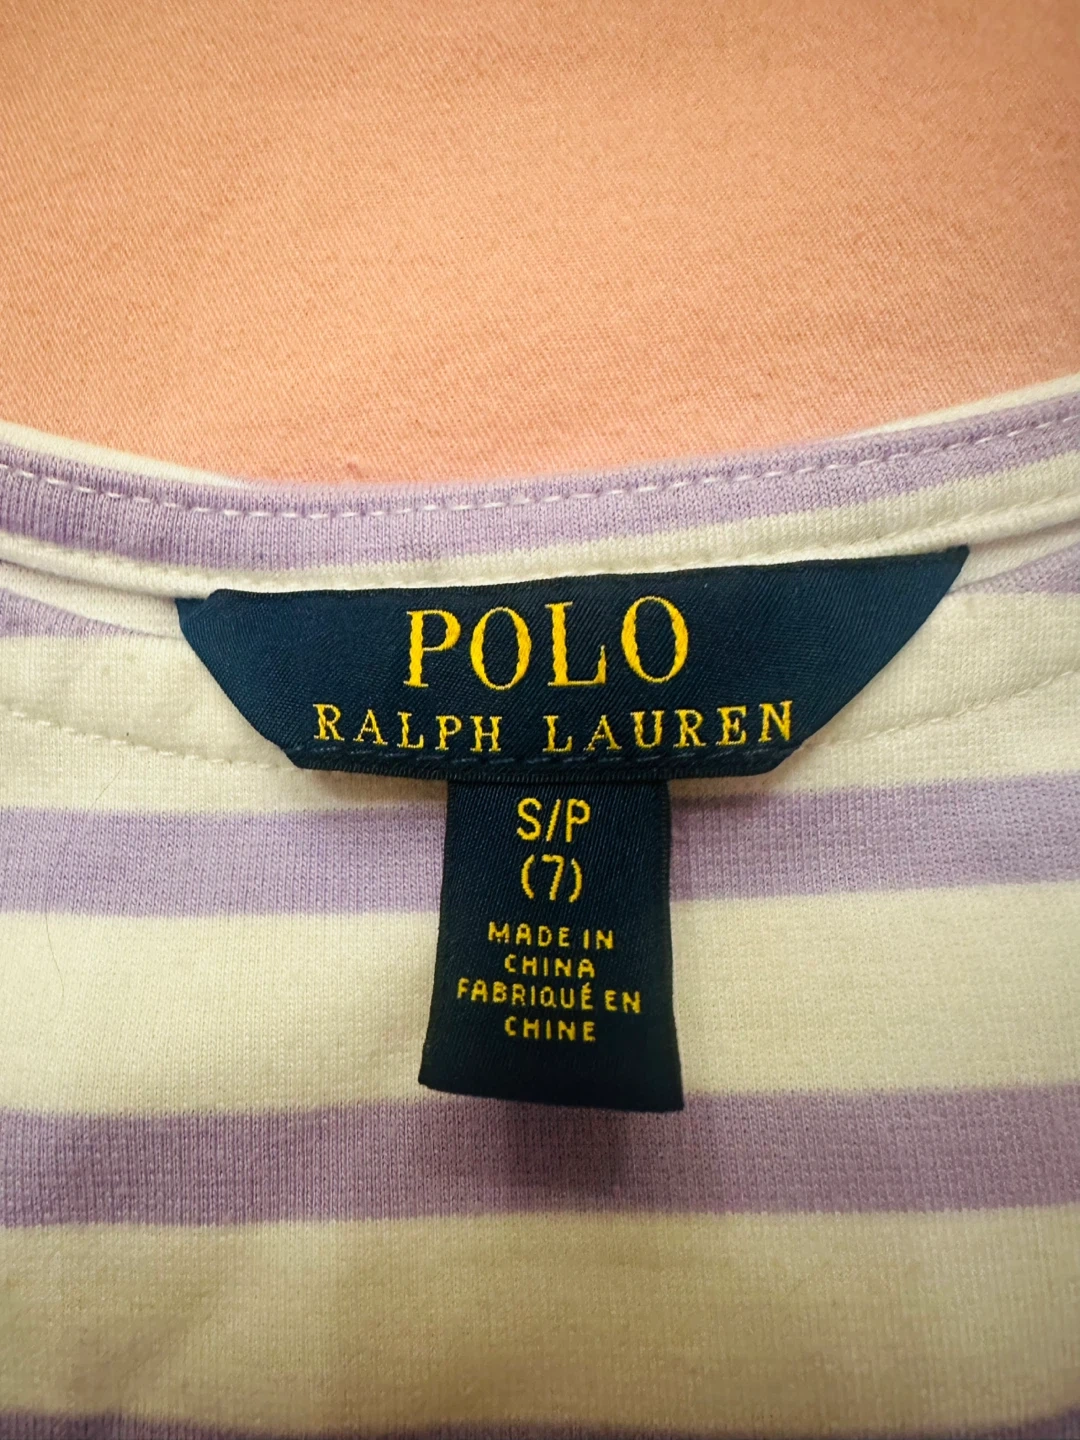 POLO
RALPH LAUREN
S/P
(7)
MADE IN
CHINA
FABRIQUÉ EN
CHINE